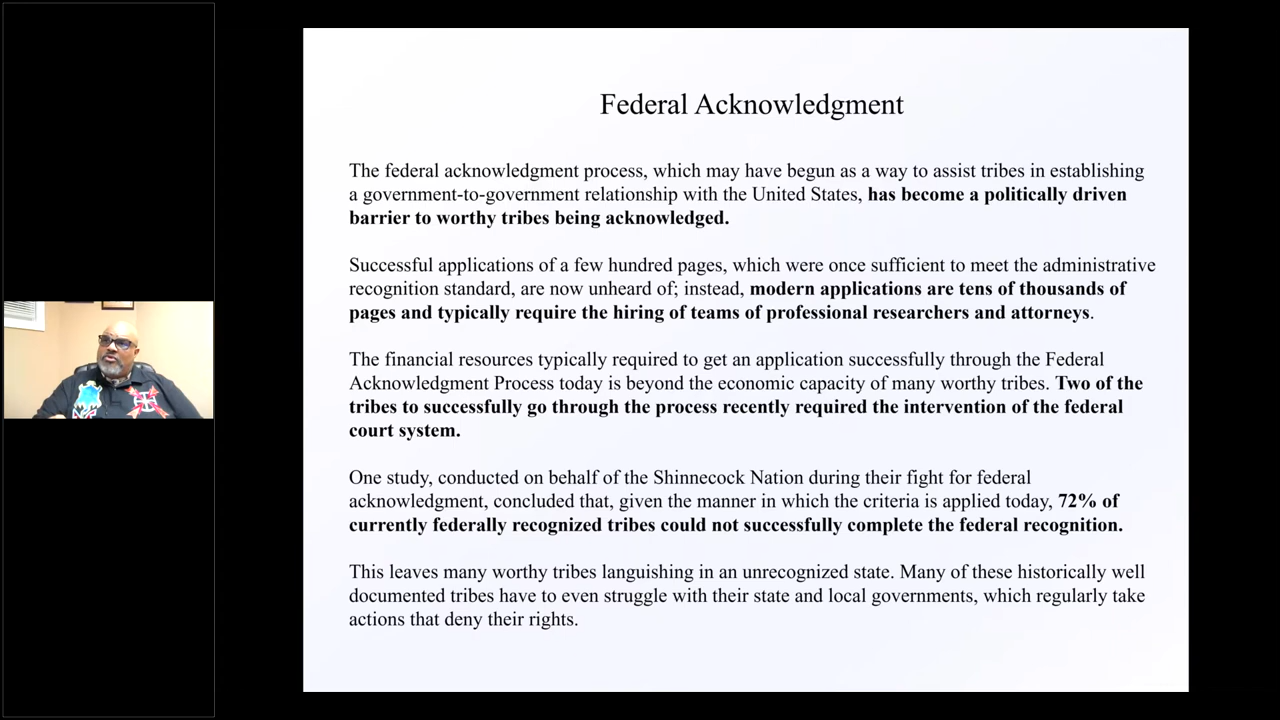 Federal Acknowledgment
The federal acknowledgment process, which may have begun as a way to assist tribes in establishing
a government-to-government relationship with the United States, has become a politically driven
barrier to worthy tribes being acknowledged.
Successful applications of a few hundred pages, which were once sufficient to meet the administrative
recognition standard, are now unheard of; instead, modern applications are tens of thousands of
pages and typically require the hiring of teams of professional researchers and attorneys.
The financial resources typically required to get an application successfully through the Federal
Acknowledgment Process today is beyond the economic capacity of many worthy tribes. Two of the
tribes to successfully go through the process recently required the intervention of the federal
court system.
One study, conducted on behalf of the Shinnecock Nation during their fight for federal
acknowledgment, concluded that, given the manner in which the criteria is applied today, 72% of
currently federally recognized tribes could not successfully complete the federal recognition.
This leaves many worthy tribes languishing in an unrecognized state. Many of these historically well
documented tribes have to even struggle with their state and local governments, which regularly take
actions that deny their rights.